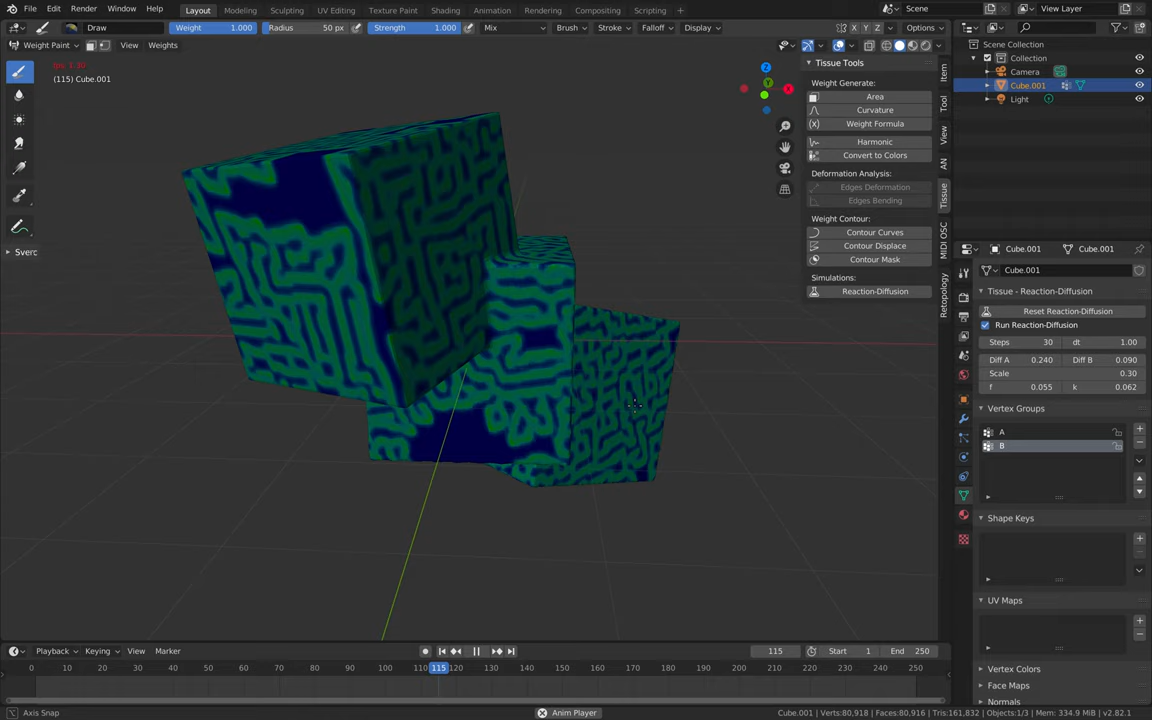 File Edit Render Window Help Layout Modeling Sculpting UV Editing Texture Paint Shading Animation Rendering Compositing Scripting + Scene View Layer
Draw Weight 1.000 Radius 50 px Strength 1.000 Mix Brush Stroke Falloff Display X Y Z Options
Weight Paint View Weights
(115) Cube.001
Sverc
Z
Y
X
Tissue Tools
Weight Generate:
Area
Curvature
Weight Formula
Harmonic
Convert to Colors
Deformation Analysis:
Edges Deformation
Edges Bending
Weight Contour:
Contour Curves
Contour Displace
Contour Mask
Simulations:
Reaction-Diffusion
Item
Tool
View
AN
Tissue
MIDI OSC
Retopology
Scene Collection
Collection
Camera
Cube.001
Light
Cube.001 Cube.001
Cube.001
Tissue - Reaction-Diffusion
Reset Reaction-Diffusion
Run Reaction-Diffusion
Steps 30 dt 1.00
Diff A 0.240 Diff B 0.090
Scale 0.30
f 0.055 k 0.062
Vertex Groups
A
B
Shape Keys
UV Maps
Vertex Colors
Face Maps
Normals
Playback Keying View Marker 115 Start 1 End 250
0 10 20 30 40 50 60 70 80 90 100 115 120 130 140 150 160 170 180 190 200 210 220 230 240 250
Axis Snap Anim Player Cube.001 | Verts:80,918 | Faces:80,916 | Tris:161,832 | Objects:1/3 | Mem: 334.9 MiB | v2.82.1